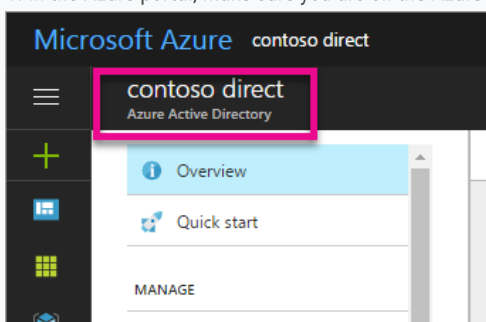 Microsoft Azure contoso direct
contoso direct
Azure Active Directory
Overview
Quick start
MANAGE